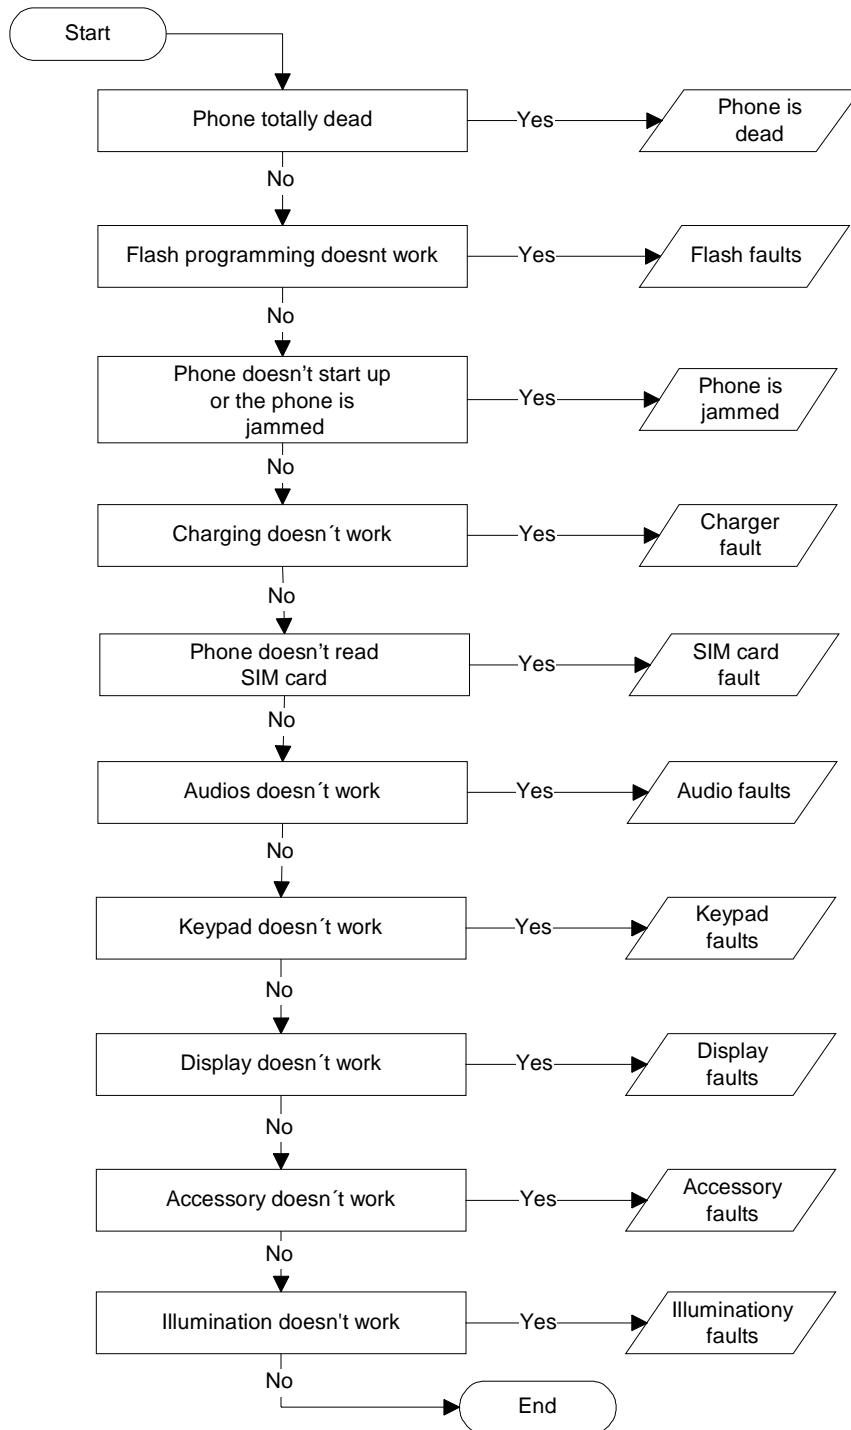 Start
Phone totally dead
Yes
Phone is
dead
No
Flash programming doesnt work
Yes
Flash faults
No
Phone doesn't start up
or the phone is
jammed
Yes
Phone is
jammed
No
Charging doesn´t work
Yes
Charger
fault
No
Phone doesn't read
SIM card
Yes
SIM card
fault
No
Audios doesn´t work
Yes
Audio faults
No
Keypad doesn´t work
Yes
Keypad
faults
No
Display doesn´t work
Yes
Display
faults
No
Accessory doesn´t work
Yes
Accessory
faults
No
Illumination doesn't work
Yes
Illuminationy
faults
No
End